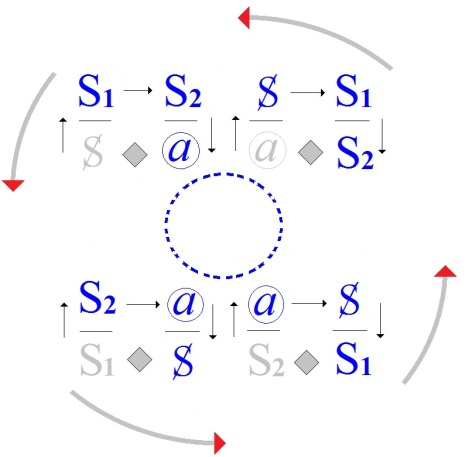 S₁ → S₂ $ → S₁
$ a a S₂
S₂ → a a → $
S₁ $ S₂ S₁